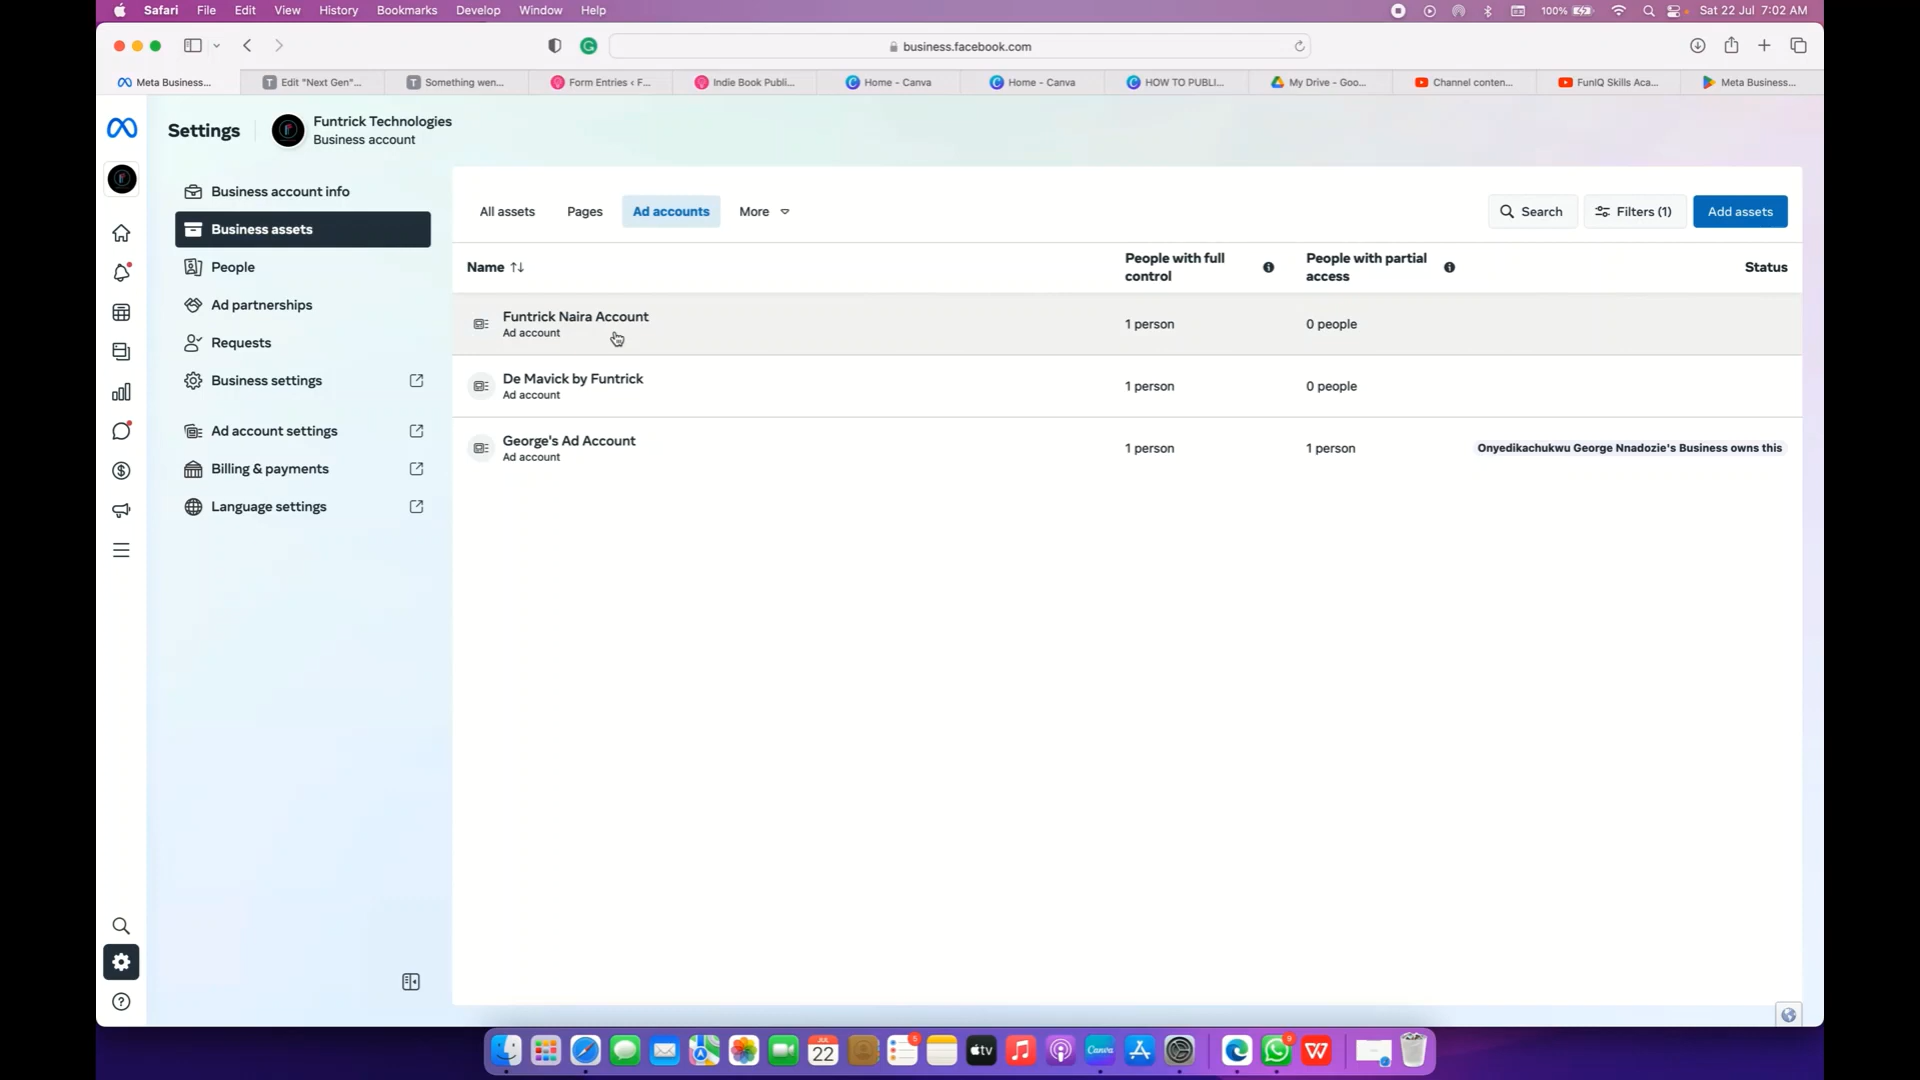 Safari File Edit View History Bookmarks Develop Window Help
100% Sat 22 Jul 7:02 AM
business.facebook.com
Meta Business...
Edit "Next Gen"...
Something wen...
Form Entries ‹ F...
Indie Book Publi...
Home - Canva
Home - Canva
HOW TO PUBLI...
My Drive - Goo...
Channel conten...
FunIQ Skills Aca...
Meta Business...
Settings
Funtrick Technologies
Business account
Business account info
Business assets
People
Ad partnerships
Requests
Business settings
Ad account settings
Billing & payments
Language settings
All assets
Pages
Ad accounts
More
Search
Filters (1)
Add assets
Name
People with full
control
People with partial
access
Status
Funtrick Naira Account
Ad account
1 person
0 people
De Mavick by Funtrick
Ad account
1 person
0 people
George's Ad Account
Ad account
1 person
1 person
Onyedikachukwu George Nnadozie's Business owns this
JUL
22
5
tv
Canva
9
W